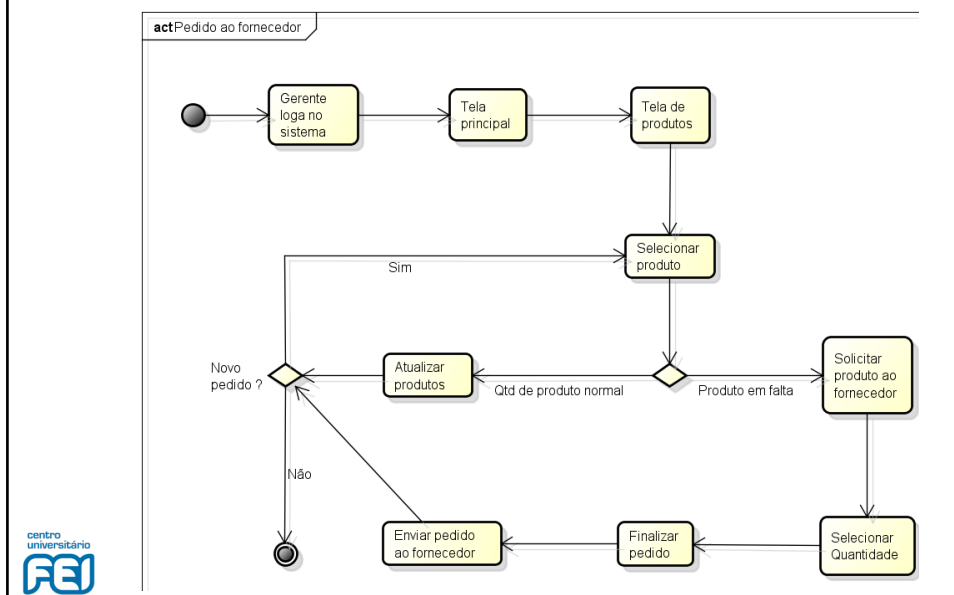 act Pedido ao fornecedor
Gerente
loga no
sistema
Tela
principal
Tela de
produtos
Selecionar
produto
Sim
Novo
pedido ?
Atualizar
produtos
Qtd de produto normal
Produto em falta
Solicitar
produto ao
fornecedor
Não
Enviar pedido
ao fornecedor
Finalizar
pedido
Selecionar
Quantidade
centro
universitário
FEI